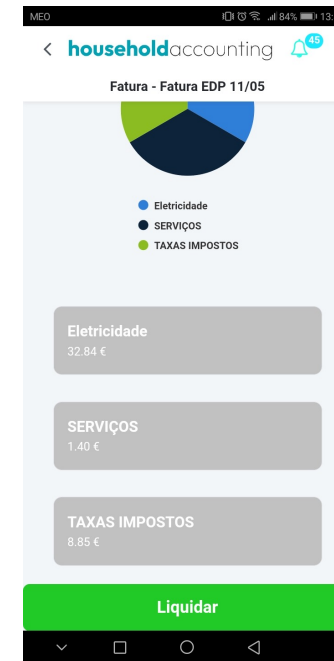 MEO 84% 13:
householdaccounting 45
Fatura - Fatura EDP 11/05
Eletricidade
SERVIÇOS
TAXAS IMPOSTOS
Eletricidade
32.84 €
SERVIÇOS
1.40 €
TAXAS IMPOSTOS
8.85 €
Liquidar